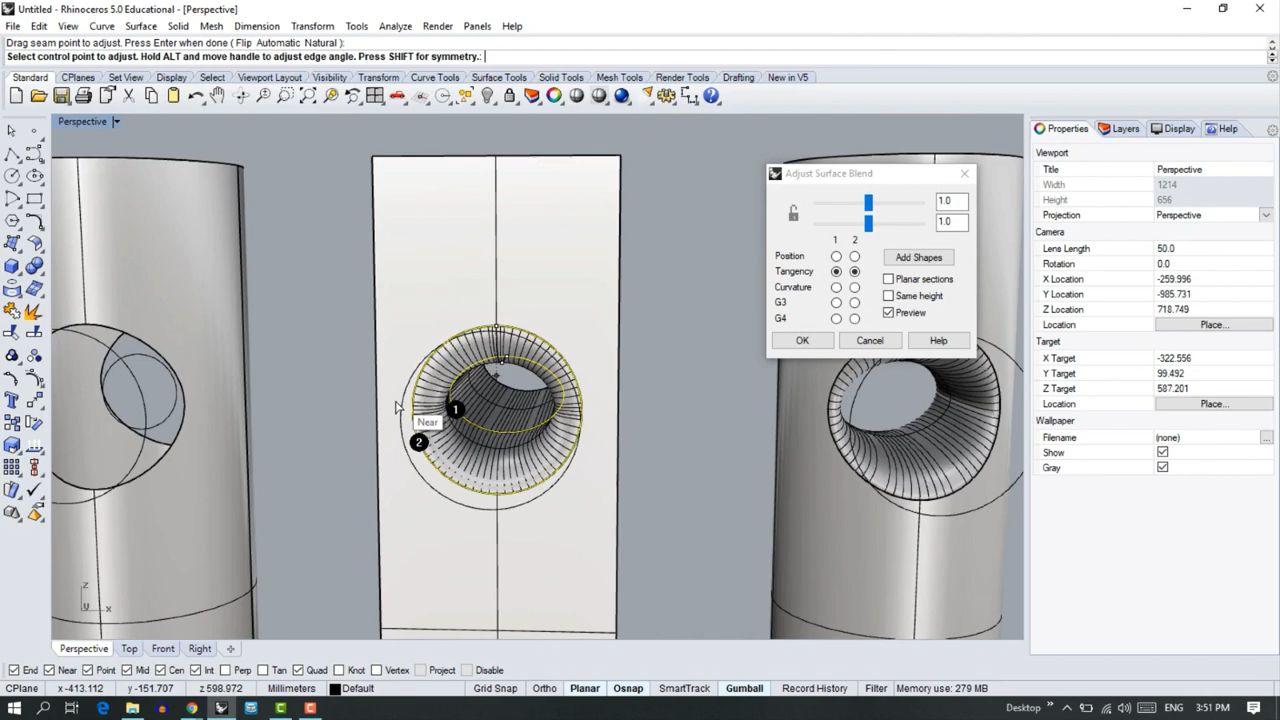 Untitled - Rhinoceros 5.0 Educational - [Perspective]
File Edit View Curve Surface Solid Mesh Dimension Transform Tools Analyze Render Panels Help
Drag seam point to adjust. Press Enter when done ( Flip Automatic Natural ):
Select control point to adjust. Hold ALT and move handle to adjust edge angle. Press SHIFT for symmetry.:
Standard CPlanes Set View Display Select Viewport Layout Visibility Transform Curve Tools Surface Tools Solid Tools Mesh Tools Render Tools Drafting New in V5
Perspective
Properties Layers Display Help
Viewport
Title Perspective
Width 1214
Height 656
Projection Perspective
Camera
Lens Length 50.0
Rotation 0.0
X Location -259.996
Y Location -985.731
Z Location 718.749
Location Place...
Target
X Target -322.556
Y Target 99.492
Z Target 587.201
Location Place...
Wallpaper
Filename (none) ...
Show
Gray
Adjust Surface Blend
1.0
1.0
1 2
Position
Add Shapes
Tangency
Planar sections
Curvature
Same height
G3
Preview
G4
OK Cancel Help
1
Near
2
z
y x
Perspective Top Front Right
End Near Point Mid Cen Int Perp Tan Quad Knot Vertex Project Disable
CPlane x -413.112 y -151.707 z 598.972 Millimeters Default Grid Snap Ortho Planar Osnap SmartTrack Gumball Record History Filter Memory use: 279 MB
Desktop ENG 3:51 PM